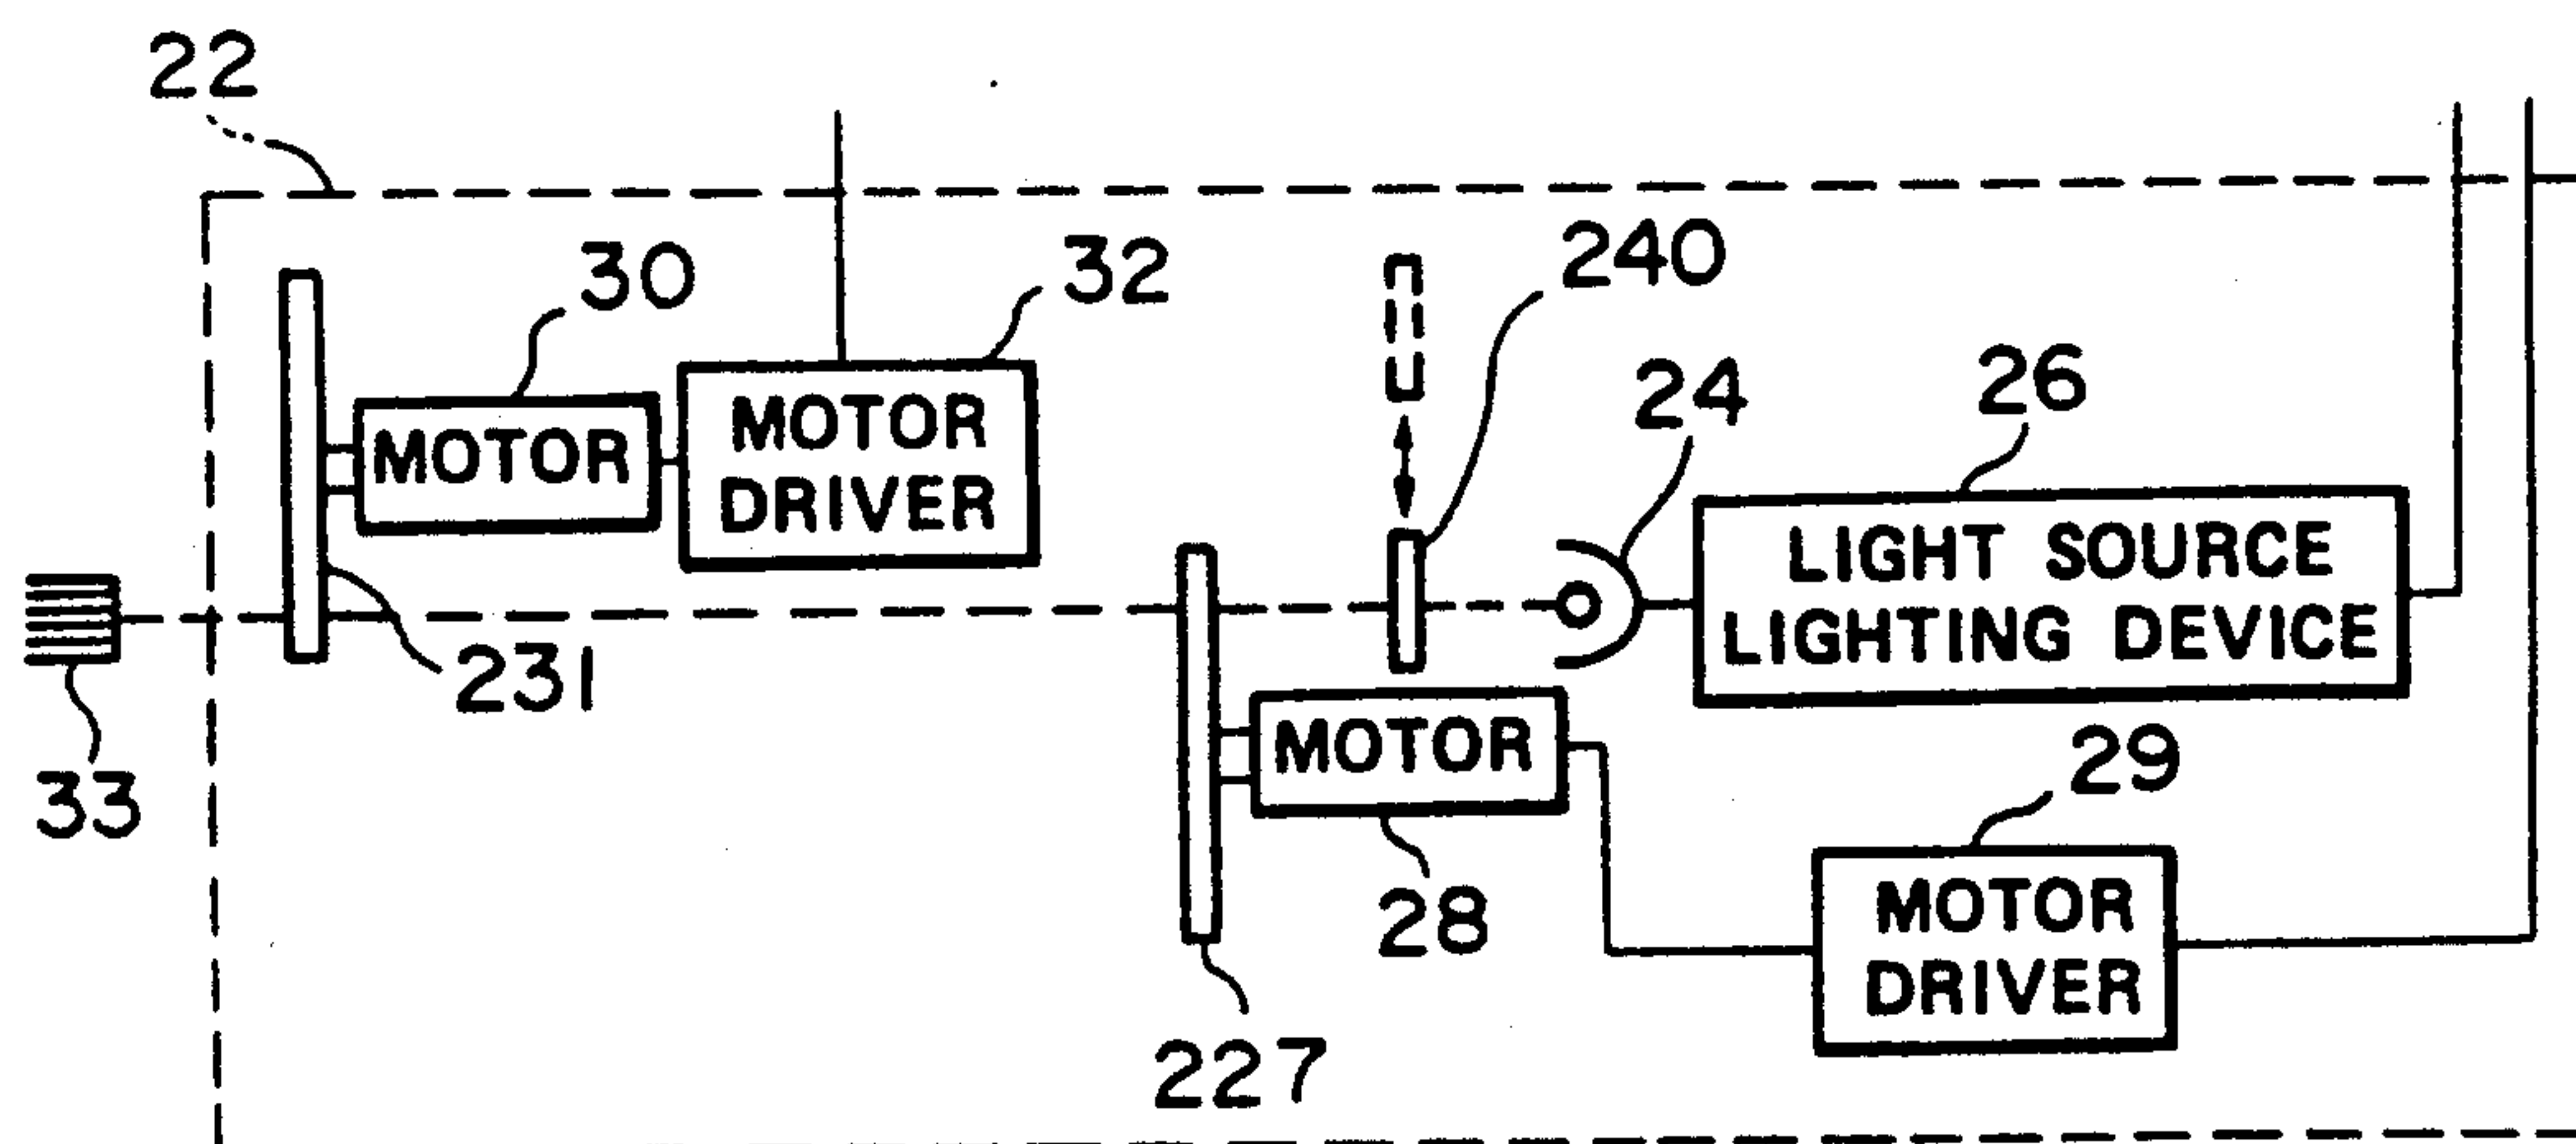 22
30
32
240
24
26
MOTOR
MOTOR
DRIVER
LIGHT SOURCE
LIGHTING DEVICE
231
33
MOTOR
29
28
MOTOR
DRIVER
227